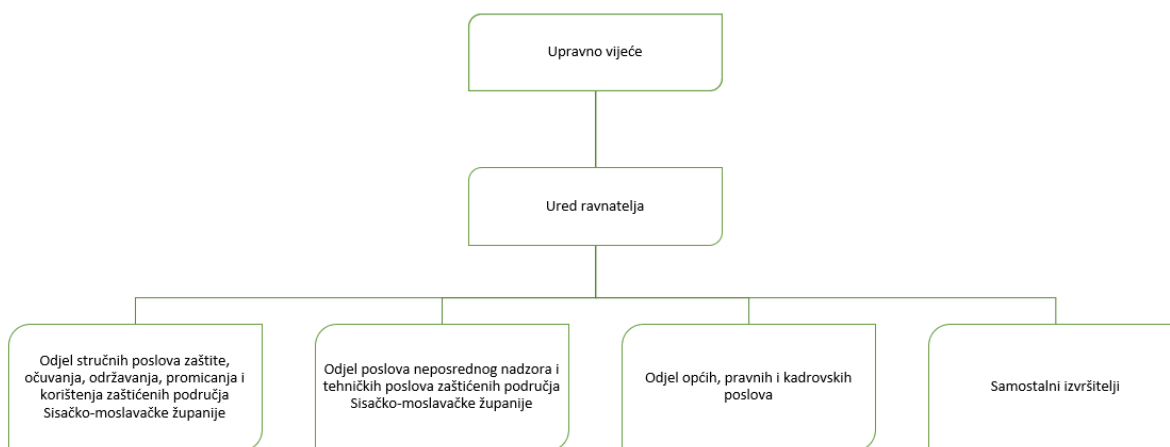 Upravno vijeće
Ured ravnatelja
Odjel stručnih poslova zaštite,
očuvanja, održavanja, promicanja i
korištenja zaštićenih područja
Sisačko-moslavačke županije
Odjel poslova neposrednog nadzora i
tehničkih poslova zaštićenih područja
Sisačko-moslavačke županije
Odjel općih, pravnih i kadrovskih
poslova
Samostalni izvršitelji